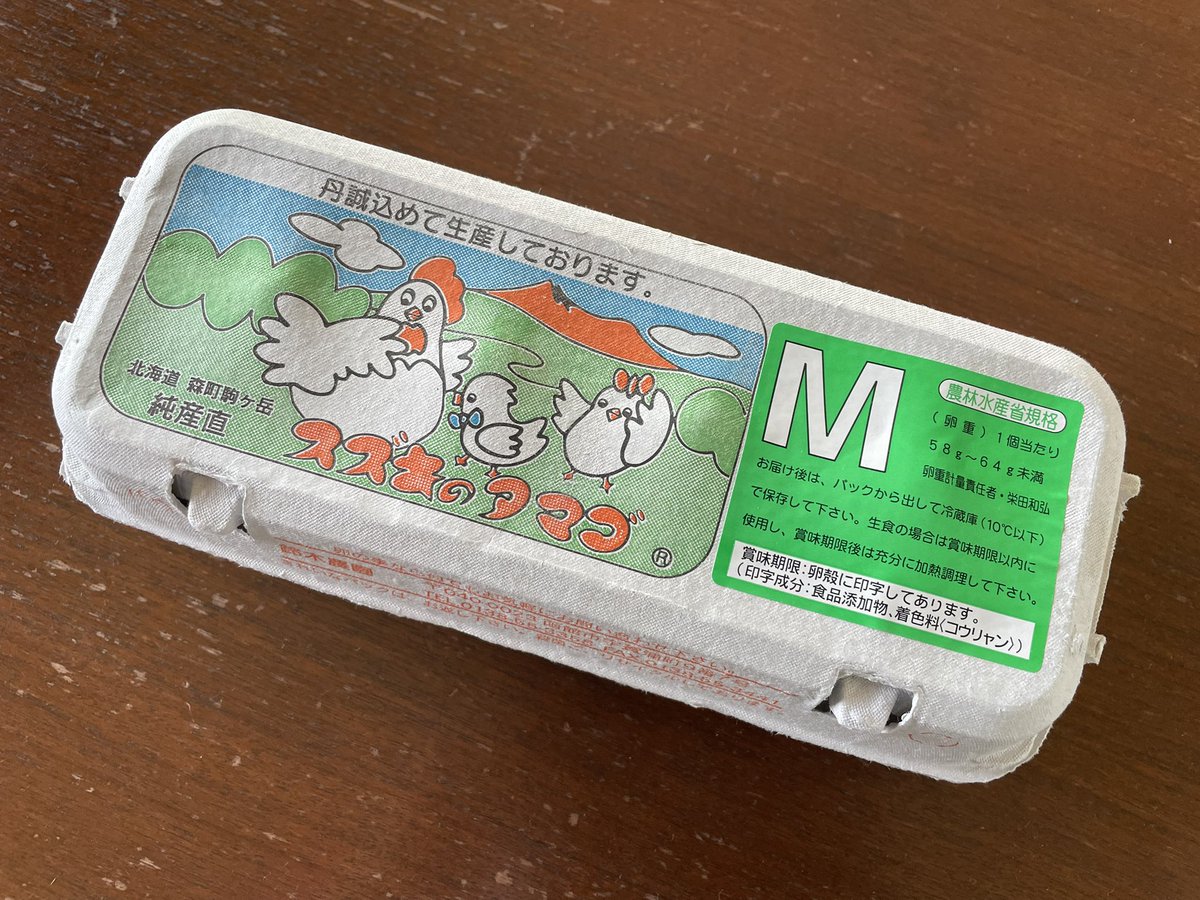 丹誠込めて生産しております。
北海道 森町駒ヶ岳
純産直
ススキのタマゴ
®
M
農林水産省規格
(卵重)1個当たり
58g〜64g未満
卵重計量責任者・栄田和弘
お届け後は、パックから出して冷蔵庫(10℃以下)
で保存して下さい。生食の場合は賞味期限以内に
使用し、賞味期限後は充分に加熱調理して下さい。
賞味期限:卵殻に印字してあります。
(印字成分:食品添加物、着色料〈コウリャン〉)